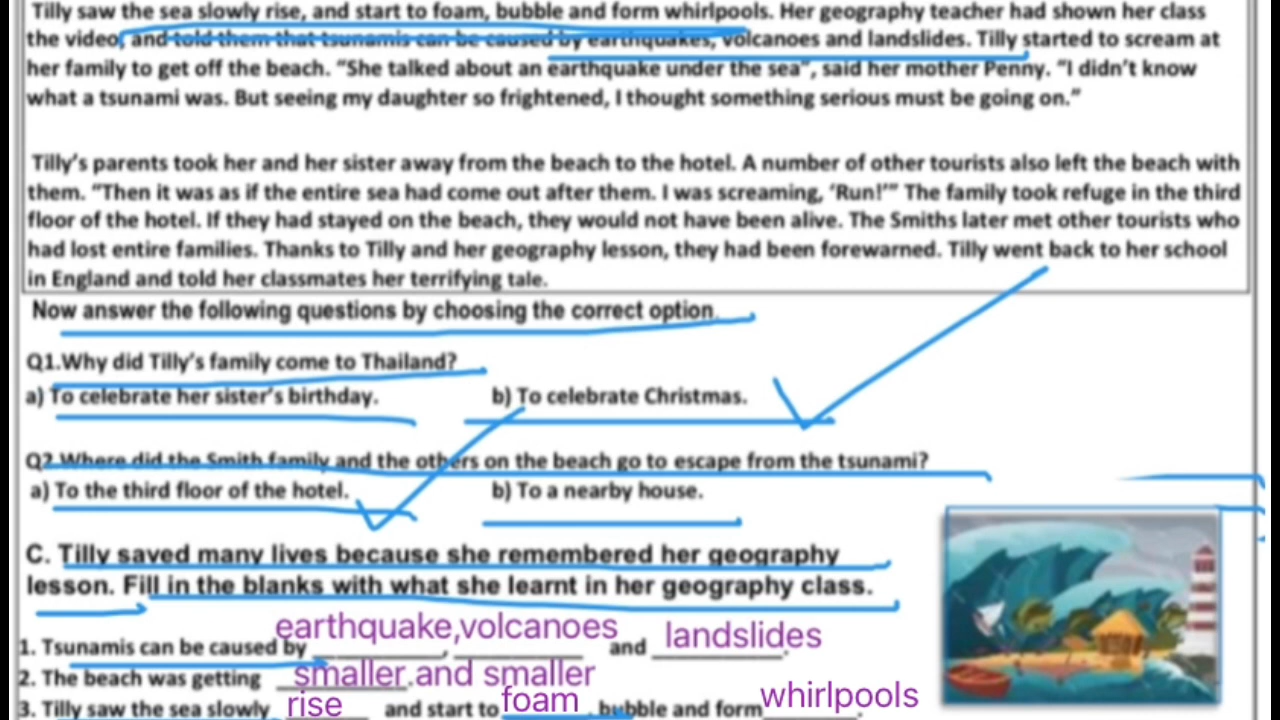 Tilly saw the sea slowly rise, and start to foam, bubble and form whirlpools. Her geography teacher had shown her class
the video, and told them that tsunamis can be caused by earthquakes, volcanoes and landslides. Tilly started to scream at
her family to get off the beach. “She talked about an earthquake under the sea”, said her mother Penny. “I didn’t know
what a tsunami was. But seeing my daughter so frightened, I thought something serious must be going on.”
Tilly’s parents took her and her sister away from the beach to the hotel. A number of other tourists also left the beach with
them. “Then it was as if the entire sea had come out after them. I was screaming, ‘Run!’” The family took refuge in the third
floor of the hotel. If they had stayed on the beach, they would not have been alive. The Smiths later met other tourists who
had lost entire families. Thanks to Tilly and her geography lesson, they had been forewarned. Tilly went back to her school
in England and told her classmates her terrifying tale.
Now answer the following questions by choosing the correct option.
Q1.Why did Tilly’s family come to Thailand?
a) To celebrate her sister’s birthday. b) To celebrate Christmas.
Q2.Where did the Smith family and the others on the beach go to escape from the tsunami?
a) To the third floor of the hotel. b) To a nearby house.
C. Tilly saved many lives because she remembered her geography
lesson. Fill in the blanks with what she learnt in her geography class.
1. Tsunamis can be caused by earthquake, volcanoes and landslides.
2. The beach was getting smaller and smaller.
3. Tilly saw the sea slowly rise and start to foam, bubble and form whirlpools.